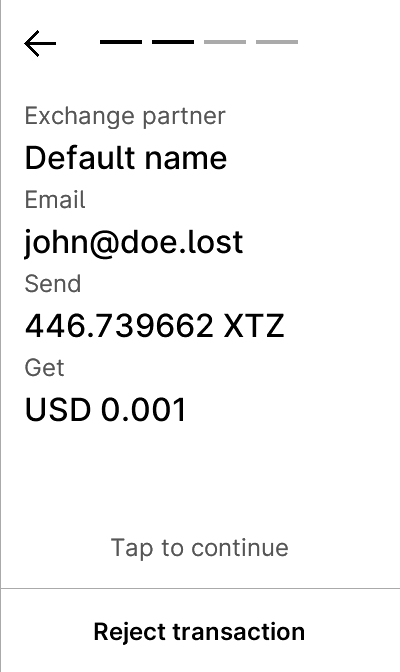 Exchange partner
Default name
Email
john@doe.lost
Send
446.739662 XTZ
Get
USD 0.001
Tap to continue
Reject transaction